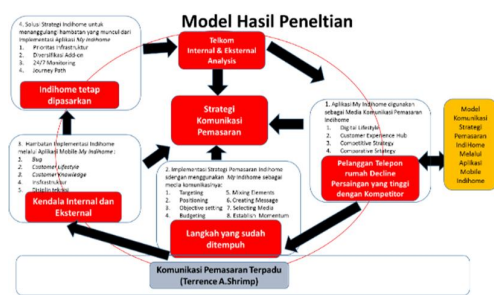 Model Hasil Peneltian
4. Solusi Strategi Indihome untuk
menanggulangi hambatan yang muncul dari
implementasi Aplikasi My Indihome
1. Prioritas Infrastruktur
2. Diversifikasi Add-on
3. 24/7 Monitoring
4. Journey Path
Indihome tetap
dipasarkan
Telkom
Internal & Eksternal
Analysis
Strategi
Komunikasi
Pemasaran
1. Aplikasi My Indihome digunakan
sebagai Media Komunikasi Pemasaran
Indihome
1. Digital Lifestyle
2. Customer Experience Hub
3. Competitive Strategy
4. Comparative Strategy
Pelanggan Telepon
rumah Decline
Persaingan yang tinggi
dengan Kompetitor
Model
Komunikasi
Strategi
Pemasaran
IndiHome
Melalui
Aplikasi
Mobile
Indihome
3. Hambatan Implementasi Indihome
melalui Aplikasi Mobile My Indihome :
1. Bug
2. Customer Lifestyle
3. Customer Knowledge
4. Insfrastruktur
5.
Kendala Internal dan
Eksternal
2. Implementasi Strategi Pemasaran Indihome
dengan menggunakan My Indihome sebagai
media komunikasinya :
1. Targeting
2. Positioning
3. Objective setting
4. Budgeting
5. Mixing Elements
6. Creating Message
7. Selecting Media
8. Establish Momentum
Langkah yang sudah
ditempuh
Komunikasi Pemasaran Terpadu
(Terrence A.Shrimp)